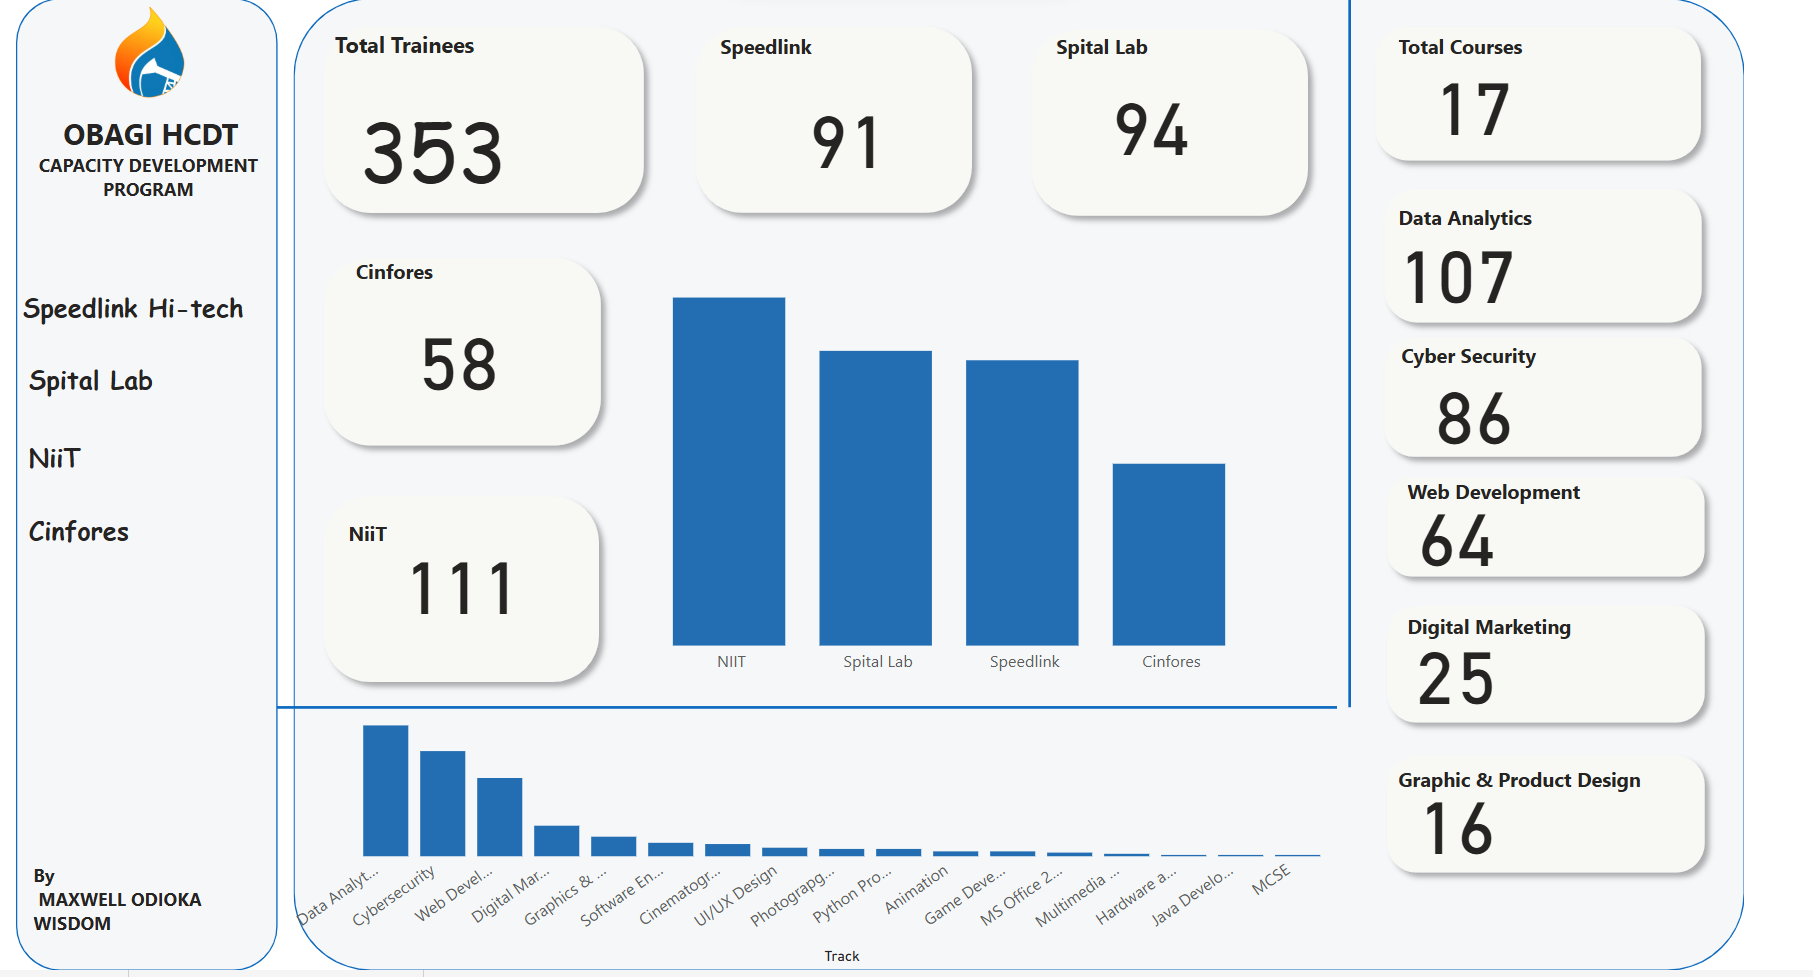 OBAGI HCDT
CAPACITY DEVELOPMENT
PROGRAM
Speedlink Hi-tech
Spital Lab
NiiT
Cinfores
By
MAXWELL ODIOKA
WISDOM
Total Trainees
353
Speedlink
91
Spital Lab
94
Cinfores
58
NiiT
111
NIIT
Spital Lab
Speedlink
Cinfores
Data Analyt...
Cybersecurity
Web Devel...
Digital Mar...
Graphics & ...
Software En...
Cinematogr...
UI/UX Design
Photograpg...
Python Pro...
Animation
Game Deve...
MS Office 2...
Multimedia ...
Hardware a...
Java Develo...
MCSE
Track
Total Courses
17
Data Analytics
107
Cyber Security
86
Web Development
64
Digital Marketing
25
Graphic & Product Design
16